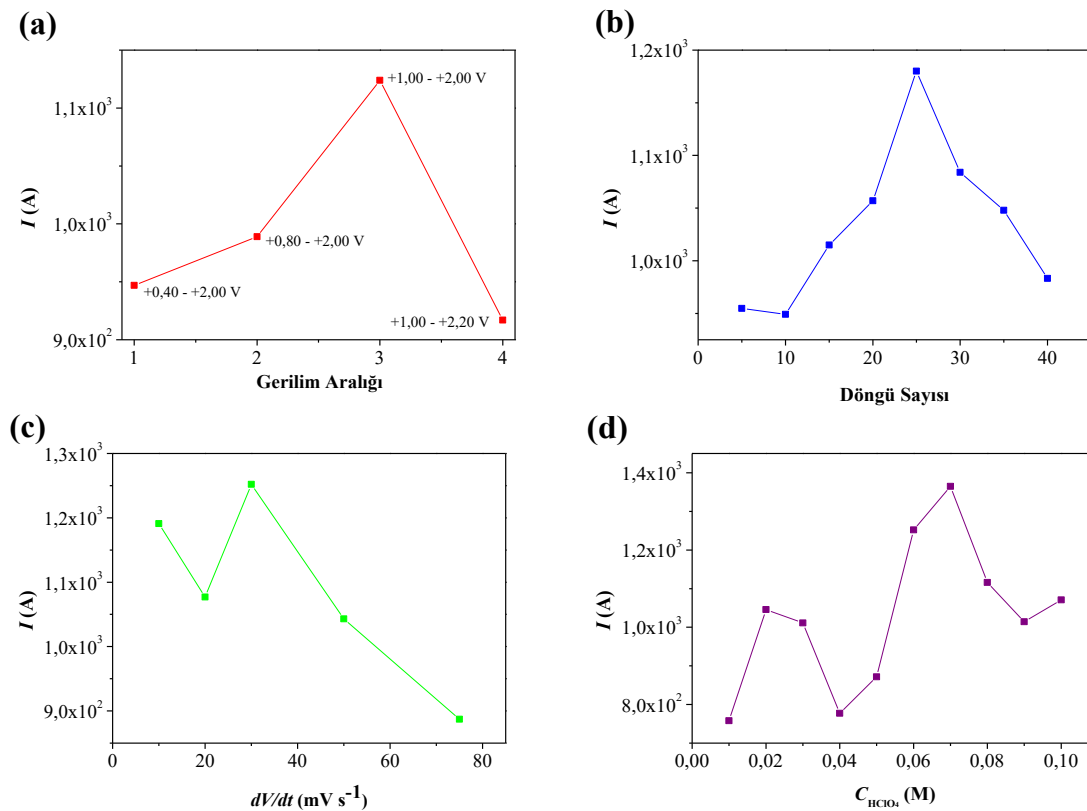 (a)
I (A)
1,1x10³
1,0x10³
9,0x10²
+1,00 - +2,00 V
+0,80 - +2,00 V
+0,40 - +2,00 V
+1,00 - +2,20 V
1 2 3 4
Gerilim Aralığı
(b)
I (A)
1,2x10³
1,1x10³
1,0x10³
0 10 20 30 40
Döngü Sayısı
(c)
I (A)
1,3x10³
1,2x10³
1,1x10³
1,0x10³
9,0x10²
0 20 40 60 80
dV/dt (mV s⁻¹)
(d)
I (A)
1,4x10³
1,2x10³
1,0x10³
8,0x10²
0,00 0,02 0,04 0,06 0,08 0,10
C_HClO₄ (M)